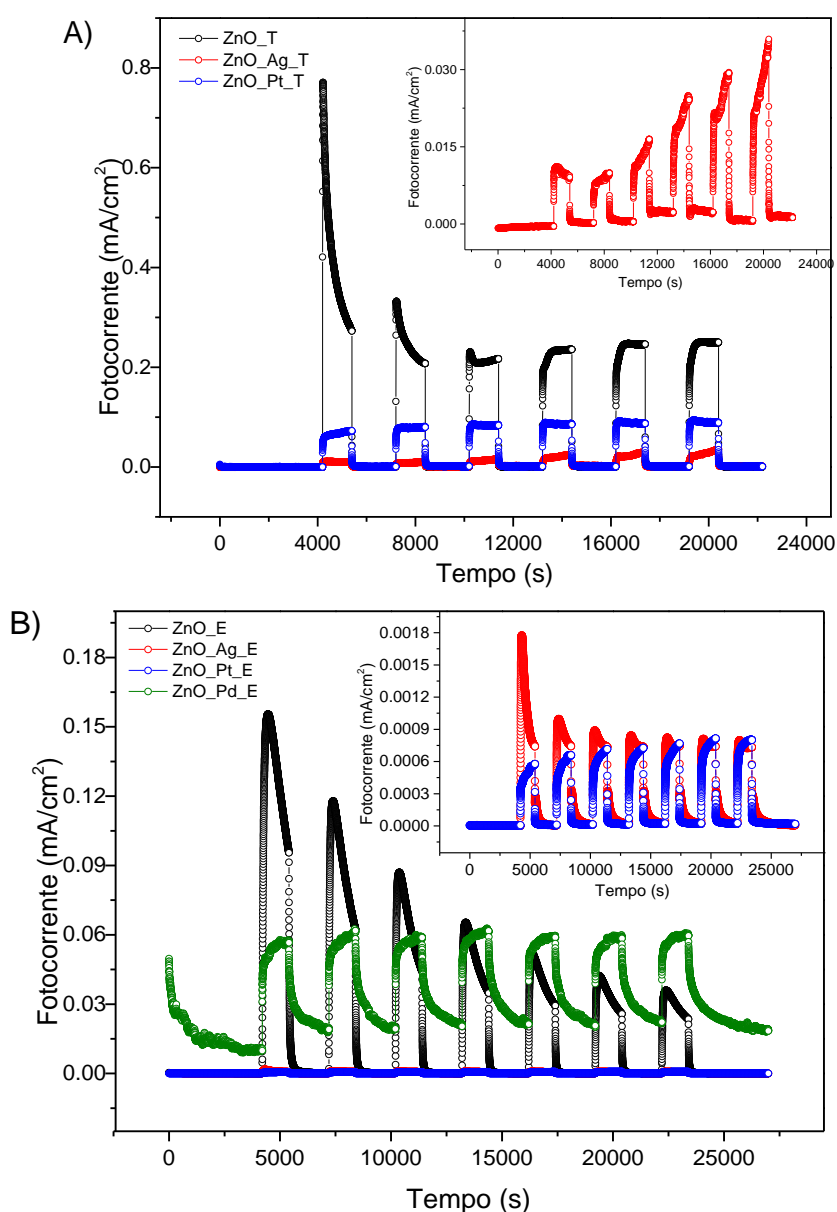 A)
ZnO_T
ZnO_Ag_T
ZnO_Pt_T
Fotocorrente (mA/cm²)
0.8
0.6
0.4
0.2
0.0
0 4000 8000 12000 16000 20000 24000
Tempo (s)
Fotocorrente (mA/cm²)
0.030
0.015
0.000
0 4000 8000 12000 16000 20000 24000
Tempo (s)
B)
ZnO_E
ZnO_Ag_E
ZnO_Pt_E
ZnO_Pd_E
Fotocorrente (mA/cm²)
0.18
0.15
0.12
0.09
0.06
0.03
0.00
0 5000 10000 15000 20000 25000
Tempo (s)
Fotocorrente (mA/cm²)
0.0018
0.0015
0.0012
0.0009
0.0006
0.0003
0.0000
0 5000 10000 15000 20000 25000
Tempo (s)